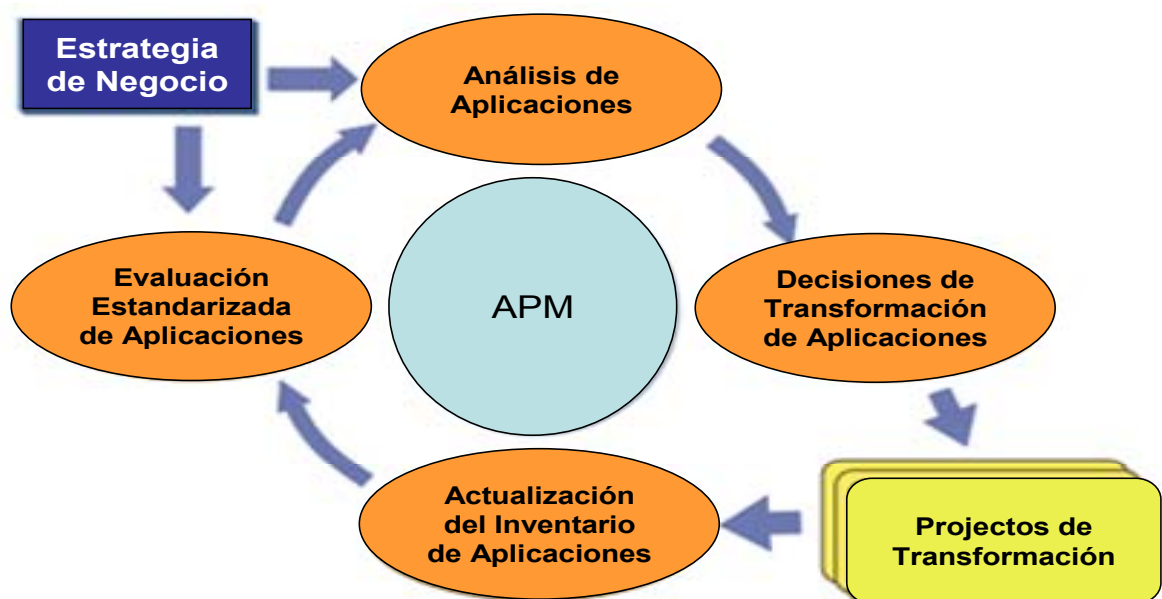 Estrategia
de Negocio
Análisis de
Aplicaciones
Evaluación
Estandarizada
de Aplicaciones
APM
Decisiones de
Transformación
de Aplicaciones
Actualización
del Inventario
de Aplicaciones
Projectos de
Transformación